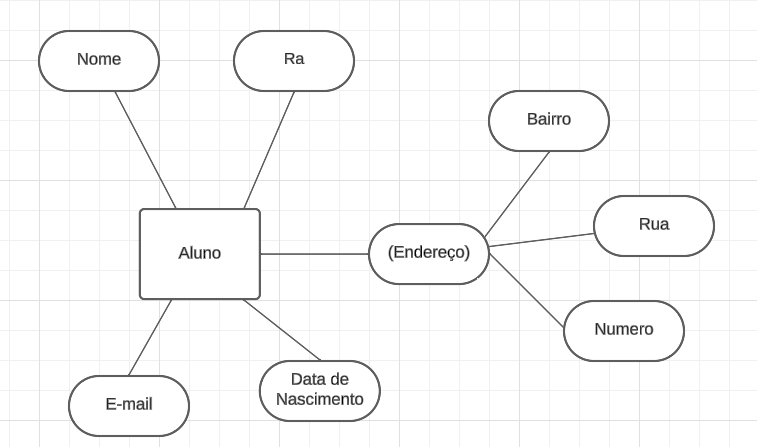 Nome
Ra
Bairro
Rua
Aluno
(Endereço)
Numero
E-mail
Data de
Nascimento